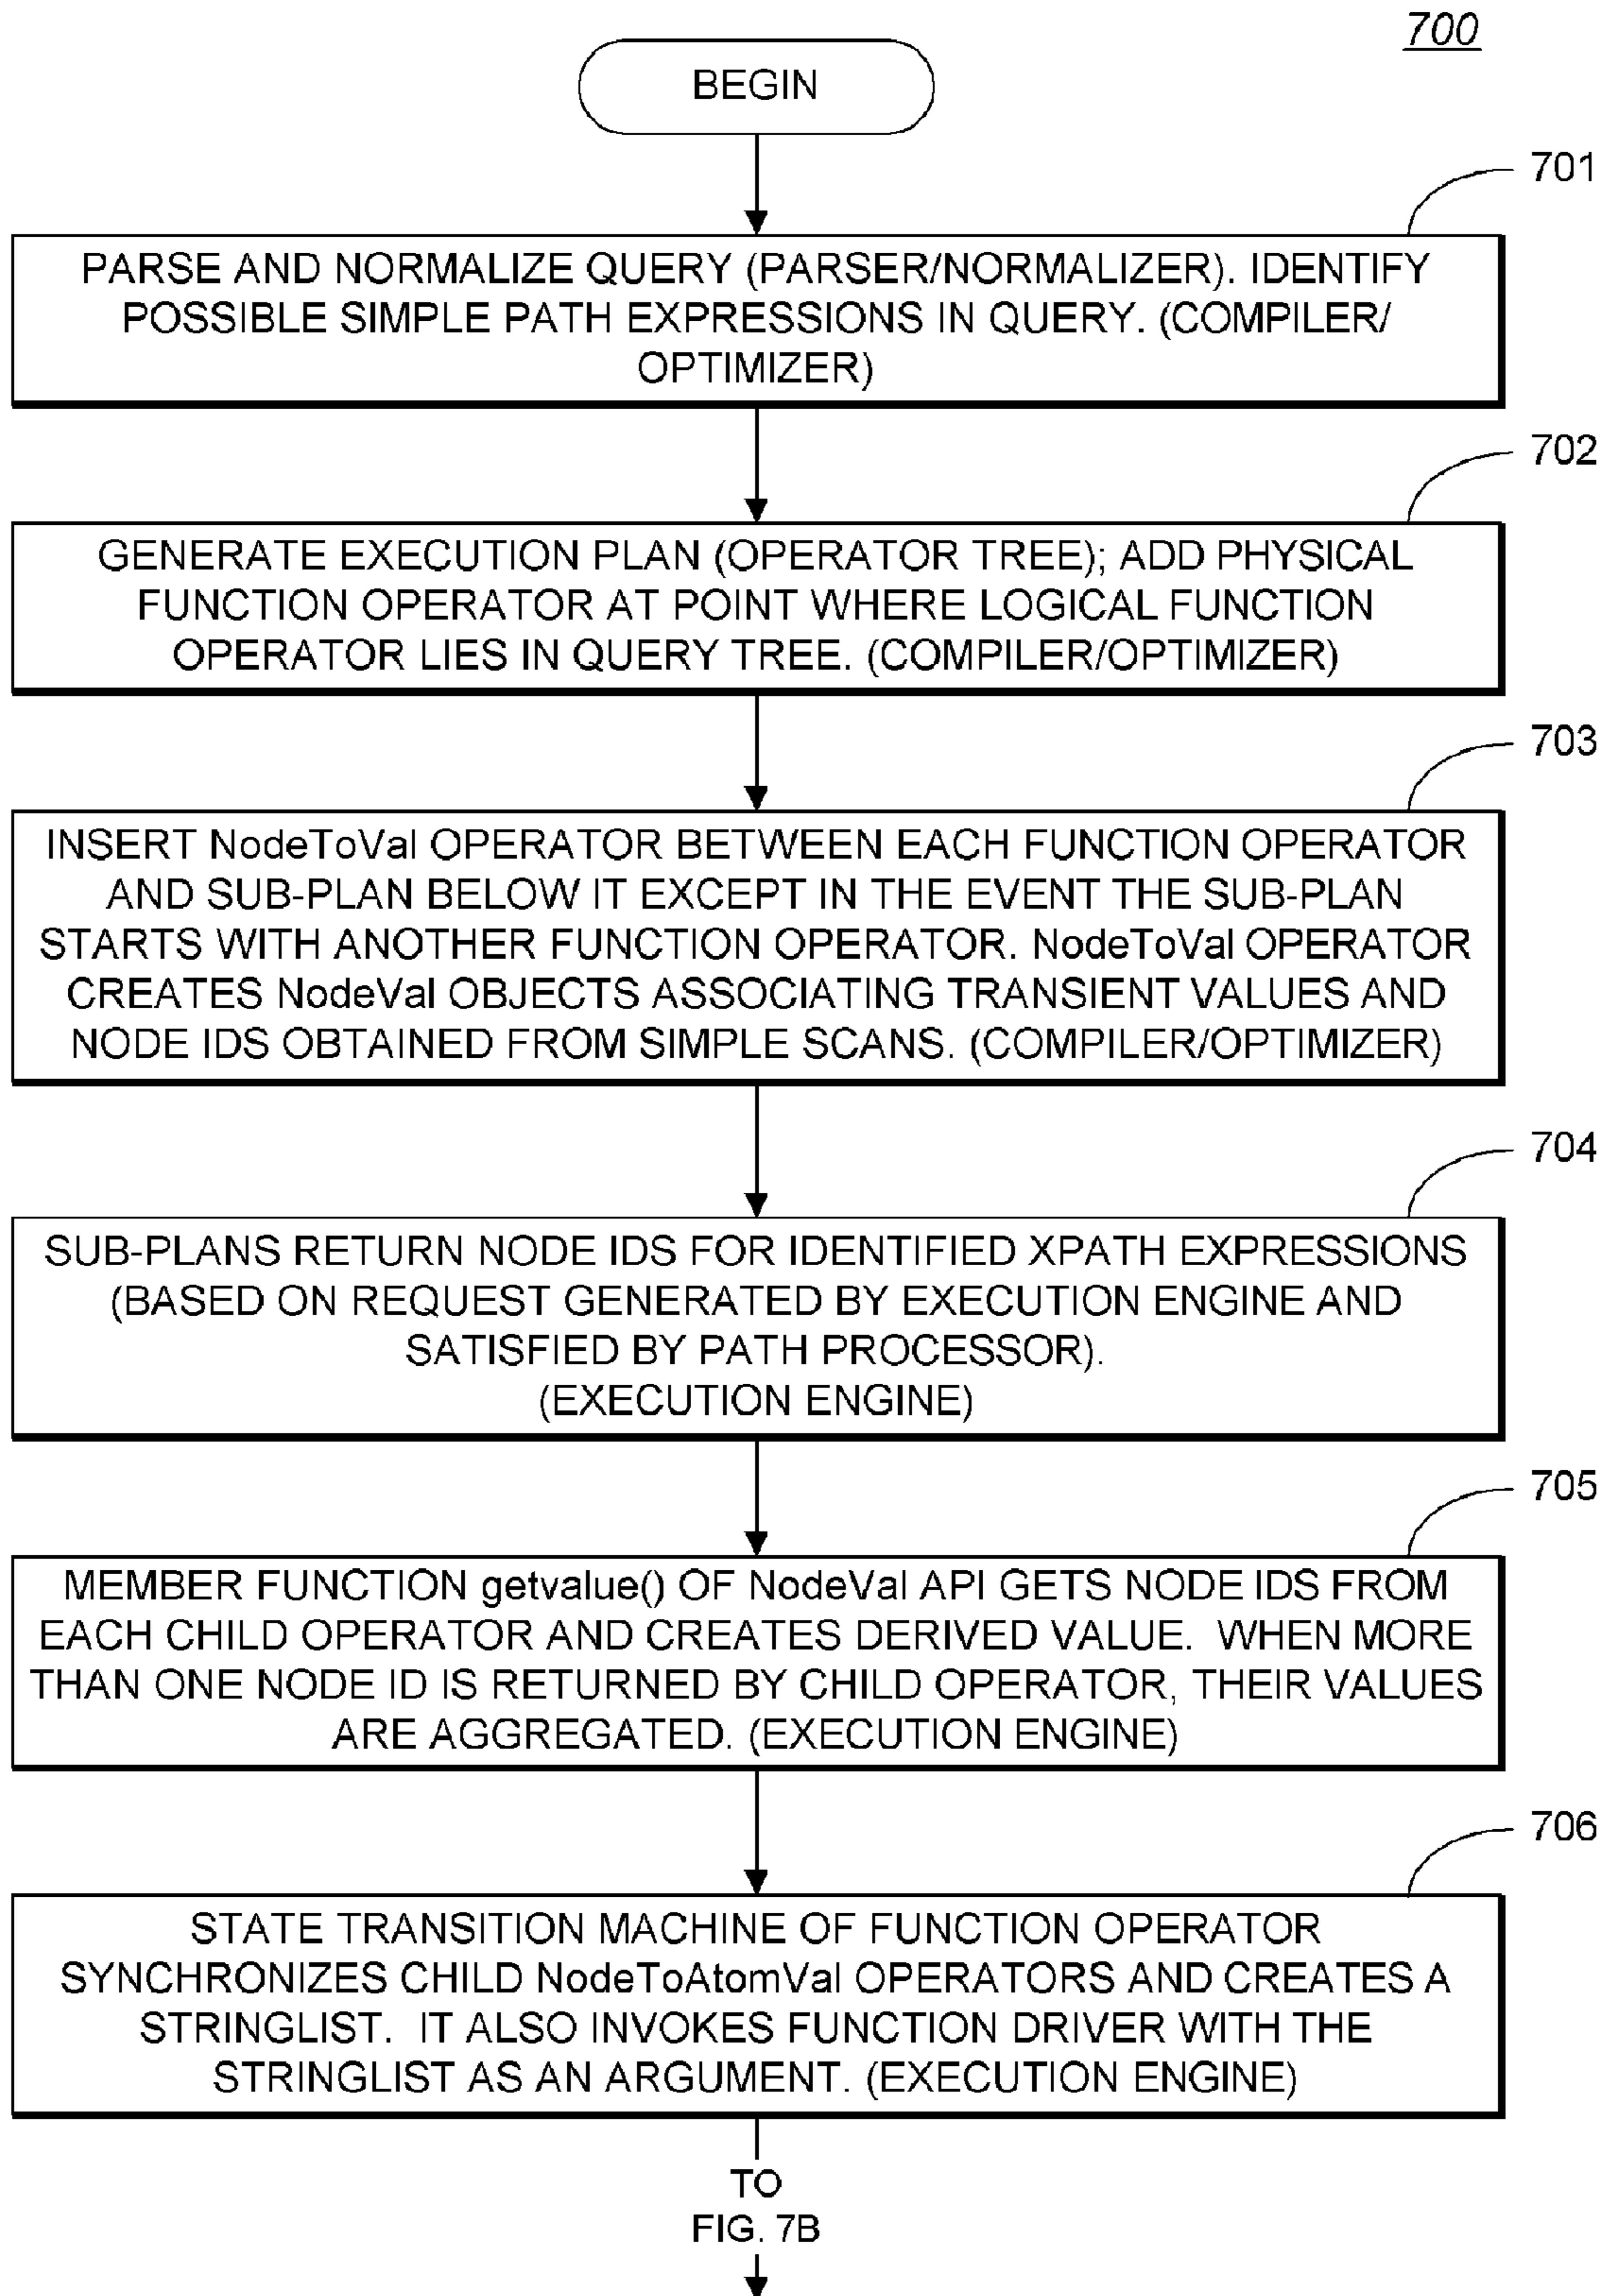 700
BEGIN
701
PARSE AND NORMALIZE QUERY (PARSER/NORMALIZER). IDENTIFY
POSSIBLE SIMPLE PATH EXPRESSIONS IN QUERY. (COMPILER/
OPTIMIZER)
702
GENERATE EXECUTION PLAN (OPERATOR TREE); ADD PHYSICAL
FUNCTION OPERATOR AT POINT WHERE LOGICAL FUNCTION
OPERATOR LIES IN QUERY TREE. (COMPILER/OPTIMIZER)
703
INSERT NodeToVal OPERATOR BETWEEN EACH FUNCTION OPERATOR
AND SUB-PLAN BELOW IT EXCEPT IN THE EVENT THE SUB-PLAN
STARTS WITH ANOTHER FUNCTION OPERATOR. NodeToVal OPERATOR
CREATES NodeVal OBJECTS ASSOCIATING TRANSIENT VALUES AND
NODE IDS OBTAINED FROM SIMPLE SCANS. (COMPILER/OPTIMIZER)
704
SUB-PLANS RETURN NODE IDS FOR IDENTIFIED XPATH EXPRESSIONS
(BASED ON REQUEST GENERATED BY EXECUTION ENGINE AND
SATISFIED BY PATH PROCESSOR).
(EXECUTION ENGINE)
705
MEMBER FUNCTION getvalue() OF NodeVal API GETS NODE IDS FROM
EACH CHILD OPERATOR AND CREATES DERIVED VALUE. WHEN MORE
THAN ONE NODE ID IS RETURNED BY CHILD OPERATOR, THEIR VALUES
ARE AGGREGATED. (EXECUTION ENGINE)
706
STATE TRANSITION MACHINE OF FUNCTION OPERATOR
SYNCHRONIZES CHILD NodeToAtomVal OPERATORS AND CREATES A
STRINGLIST. IT ALSO INVOKES FUNCTION DRIVER WITH THE
STRINGLIST AS AN ARGUMENT. (EXECUTION ENGINE)
TO
FIG. 7B